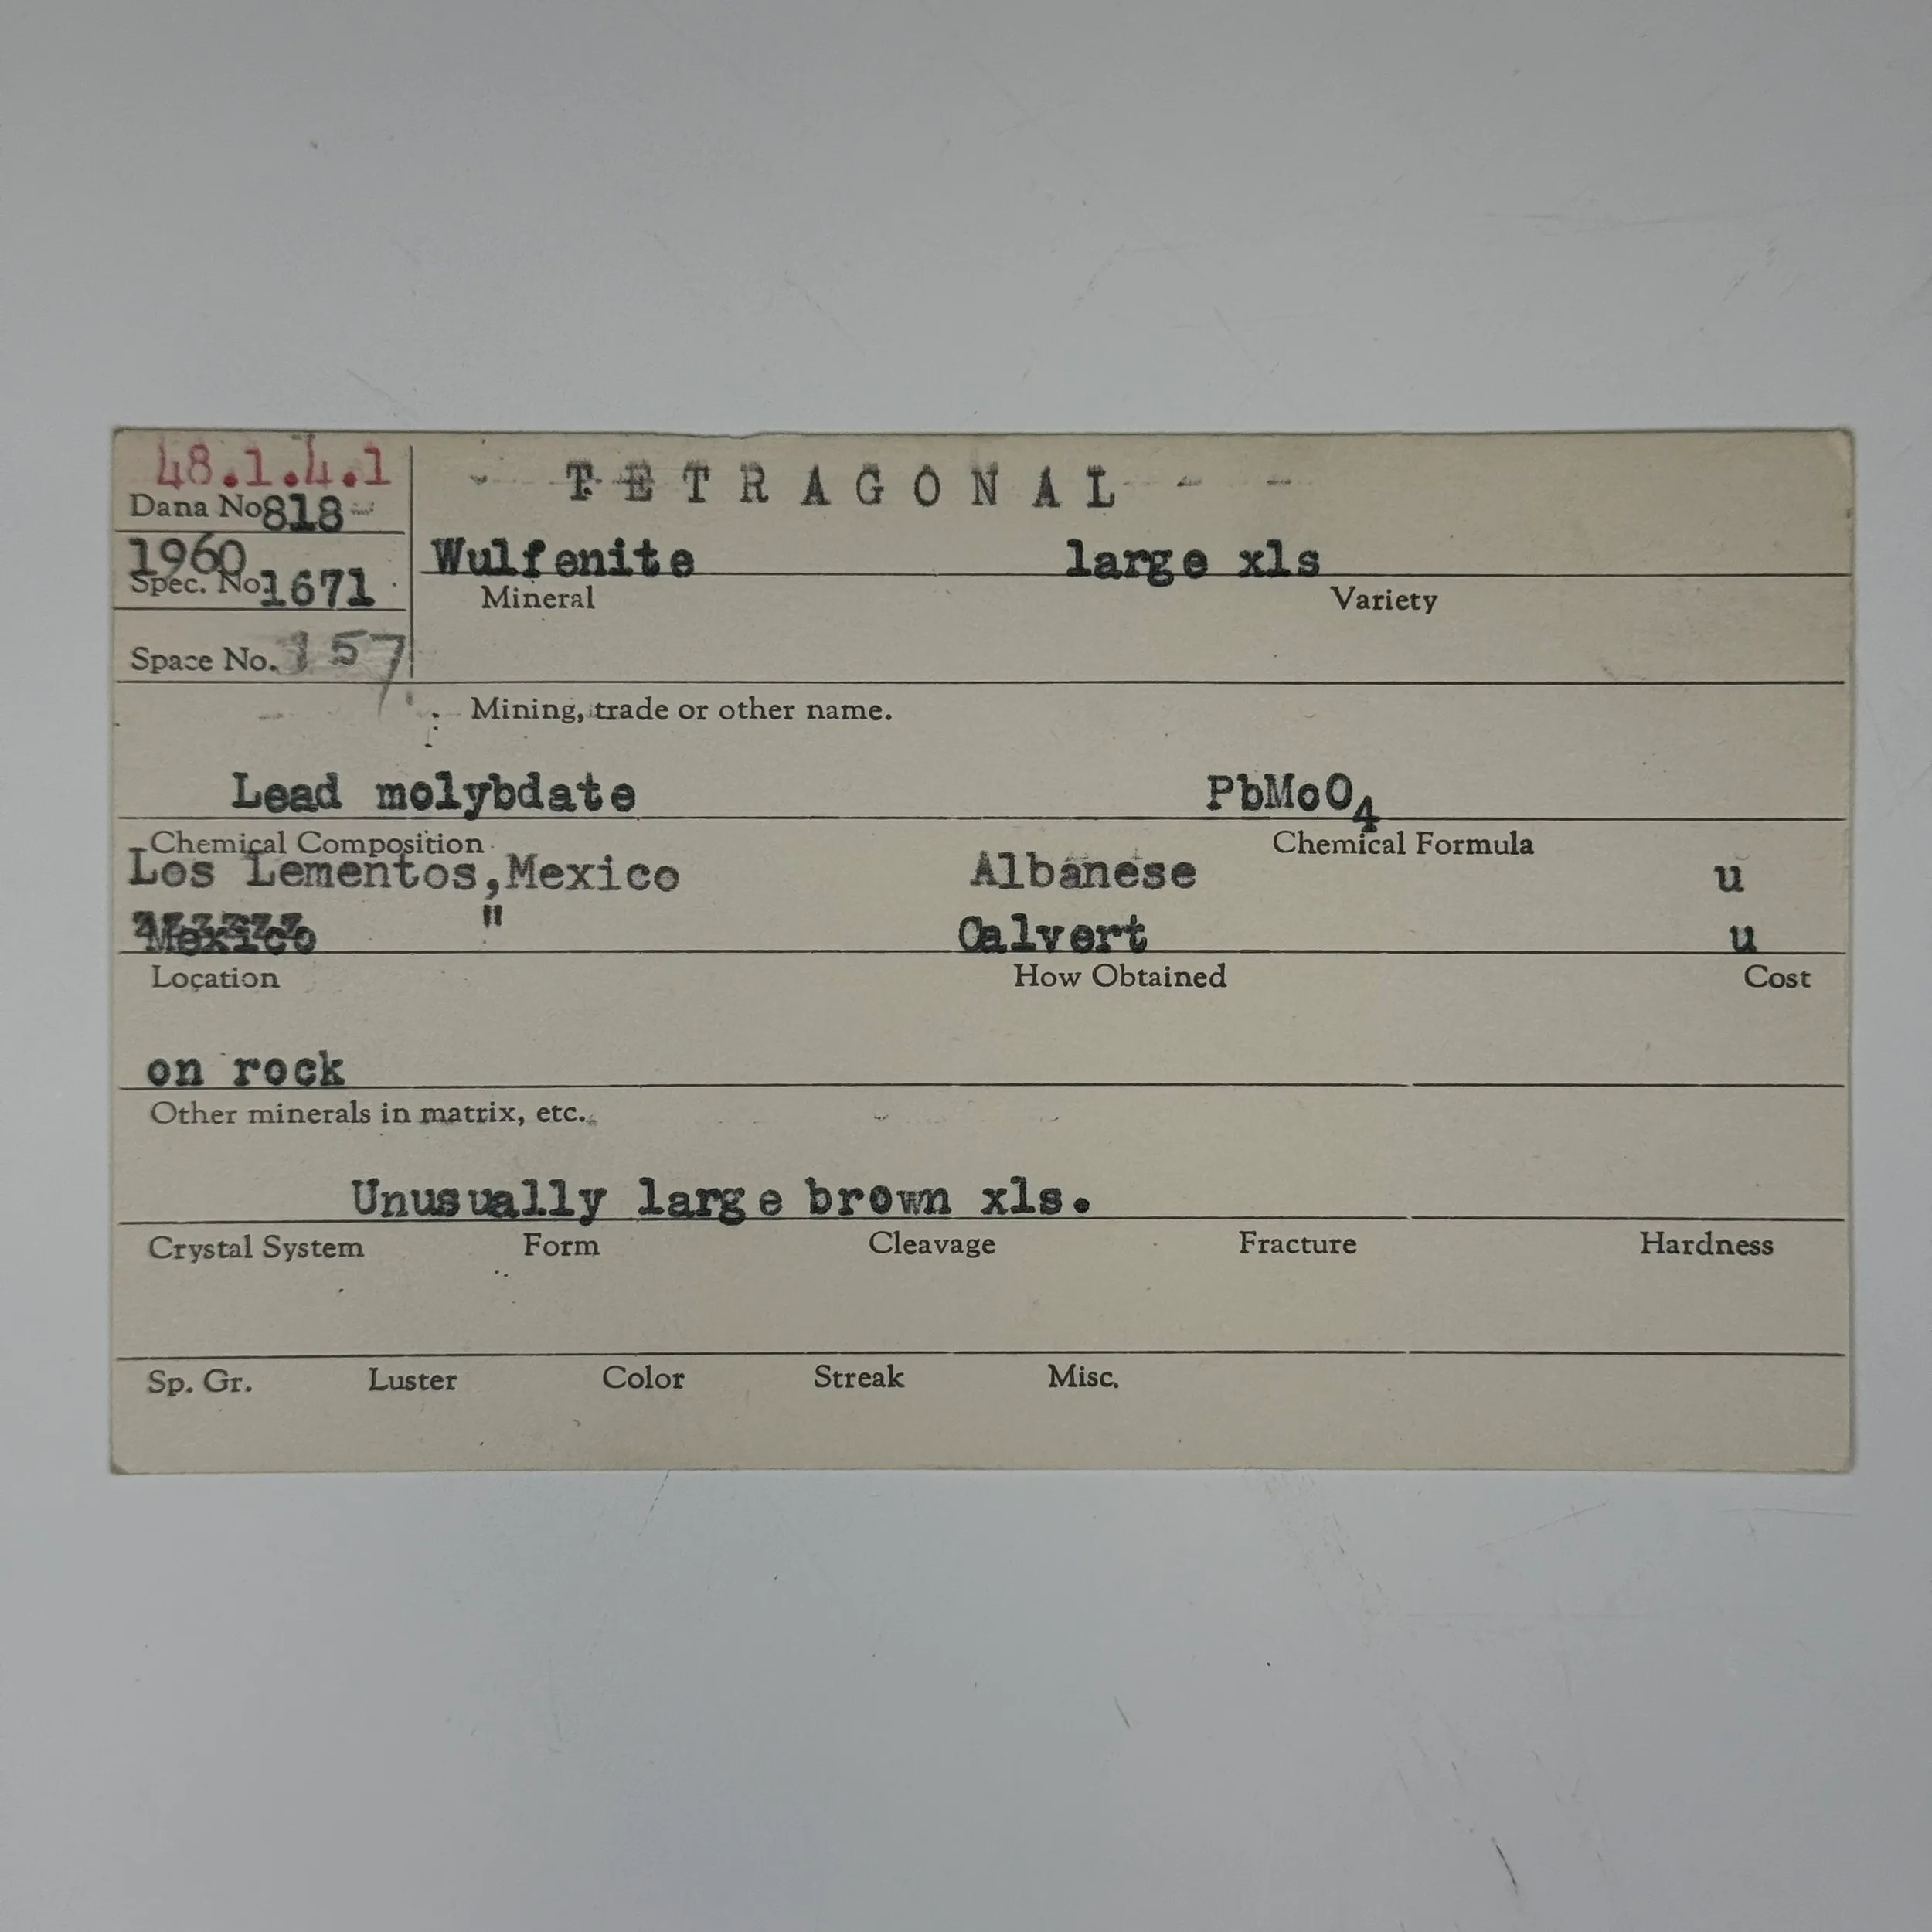 48.1.4.1
Dana No 818-
- T E T R A G O N A L - -
1960
Spec. No. 1671
Wulfenite large xls
Mineral Variety
Space No. 157
Mining, trade or other name.
Lead molybdate PbMoO4
Chemical Composition Chemical Formula
Los Lementos,Mexico Albanese u
Mexico " Calvert u
Location How Obtained Cost
on rock
Other minerals in matrix, etc.
Unusually large brown xls.
Crystal System Form Cleavage Fracture Hardness
Sp. Gr. Luster Color Streak Misc.